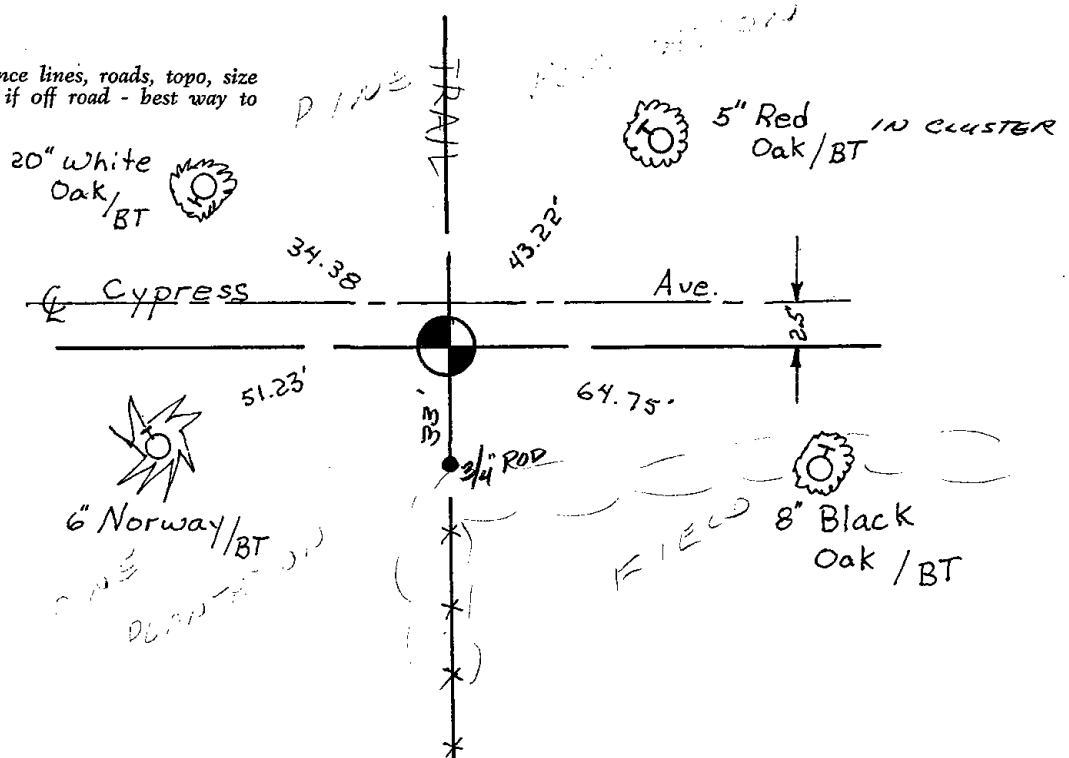 nce lines, roads, topo, size
if off road - best way to
PINE
TRAIL
20" White
Oak/BT
5" Red
Oak/BT
IN CLUSTER
34.38
43.22'
℄ Cypress Ave.
25'
51.23'
33'
64.75'
3/4" ROD
6" Norway/BT
8" Black
Oak/BT
FIELD
PINE
PLANTATION